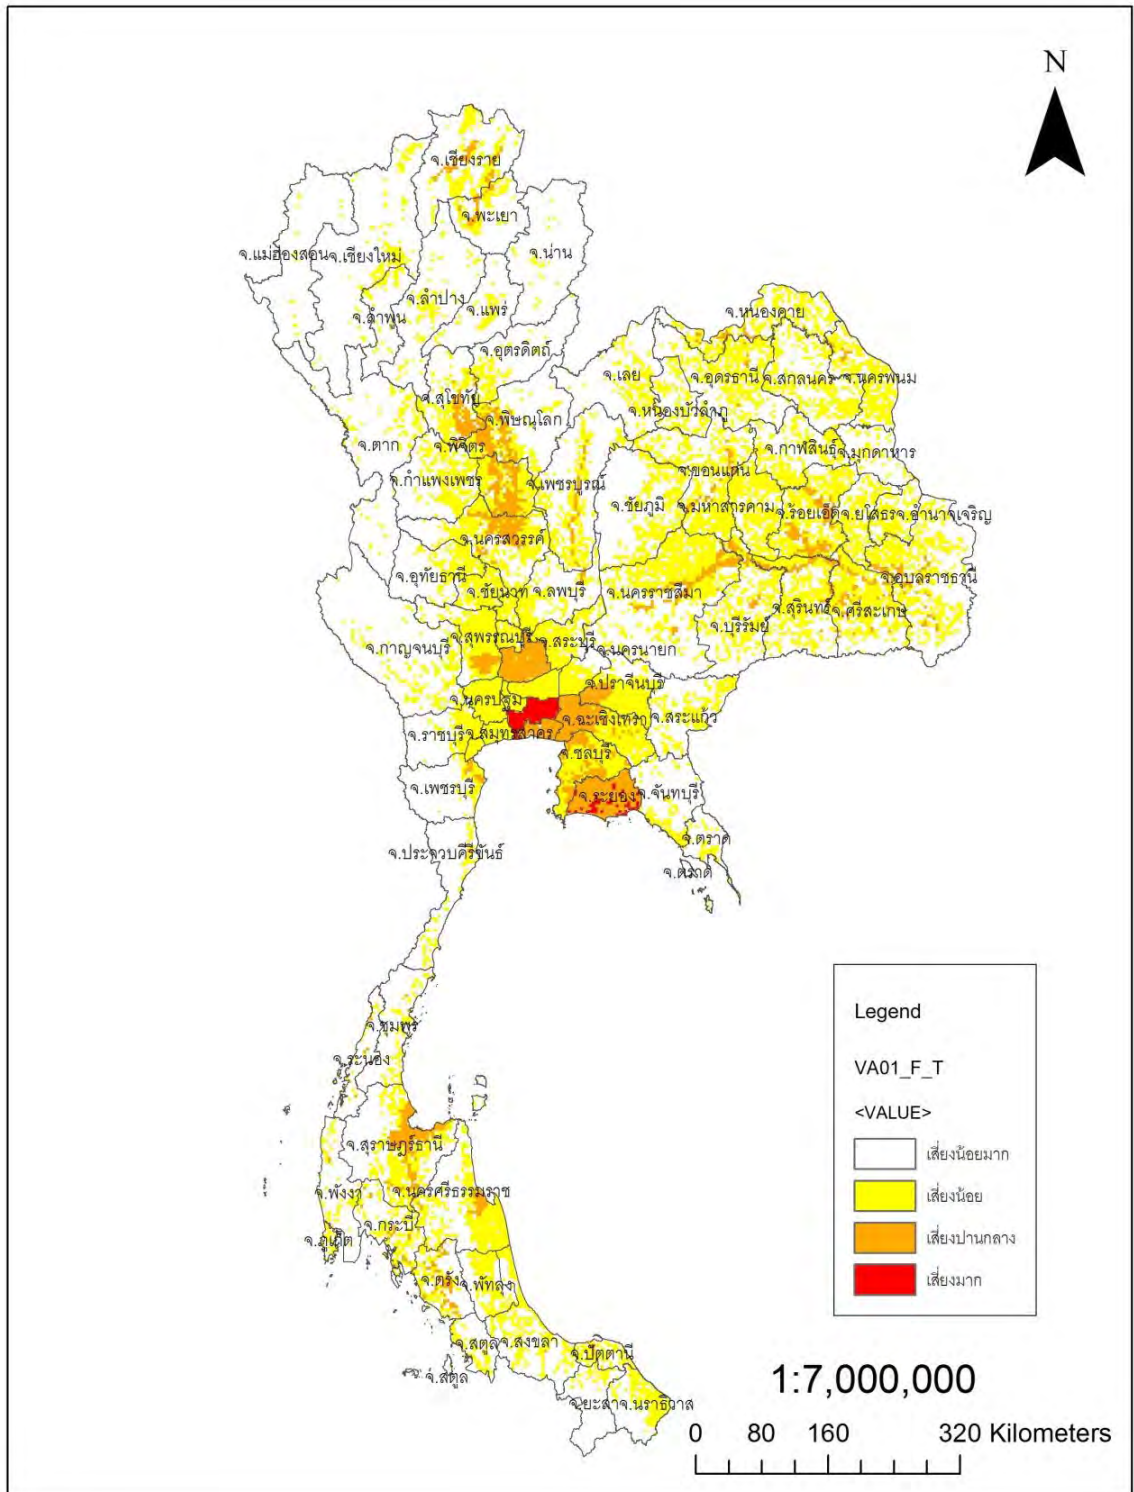 N
จ.เชียงราย
จ.พะเยา
จ.แม่ฮ่องสอน
จ.เชียงใหม่
จ.น่าน
จ.ลำปาง
จ.แพร่
จ.ลำพูน
จ.อุตรดิตถ์
จ.หนองคาย
จ.เลย
จ.อุดรธานี
จ.สกลนคร
จ.นครพนม
จ.หนองบัวลำภู
จ.สุโขทัย
จ.พิษณุโลก
จ.ตาก
จ.พิจิตร
จ.กาฬสินธุ์
จ.มุกดาหาร
จ.กำแพงเพชร
จ.เพชรบูรณ์
จ.ขอนแก่น
จ.ชัยภูมิ
จ.มหาสารคาม
จ.ร้อยเอ็ด
จ.ยโสธร
จ.อำนาจเจริญ
จ.นครสวรรค์
จ.อุทัยธานี
จ.ชัยนาท
จ.ลพบุรี
จ.นครราชสีมา
จ.อุบลราชธานี
จ.สุรินทร์
จ.ศรีสะเกษ
จ.บุรีรัมย์
จ.กาญจนบุรี
จ.สุพรรณบุรี
จ.สระบุรี
จ.นครนายก
จ.ปราจีนบุรี
จ.นครปฐม
จ.ฉะเชิงเทรา
จ.สระแก้ว
จ.ราชบุรี
จ.สมุทรสาคร
จ.ชลบุรี
จ.เพชรบุรี
จ.ระยอง
จ.จันทบุรี
จ.ตราด
จ.ตราด
จ.ประจวบคีรีขันธ์
จ.ชุมพร
จ.ระนอง
จ.สุราษฎร์ธานี
จ.พังงา
จ.นครศรีธรรมราช
จ.กระบี่
จ.ภูเก็ต
จ.ตรัง
จ.พัทลุง
จ.สตูล
จ.สงขลา
จ.ปัตตานี
จ.สตูล
จ.ยะลา
จ.นราธิวาส
Legend
VA01_F_T
<VALUE>
เสี่ยงน้อยมาก
เสี่ยงน้อย
เสี่ยงปานกลาง
เสี่ยงมาก
1:7,000,000
0 80 160 320 Kilometers